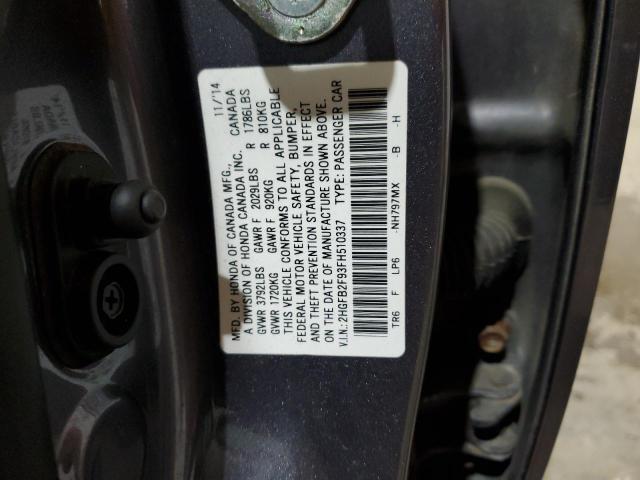 11/'14
MFD. BY HONDA OF CANADA MFG.,
A DIVISION OF HONDA CANADA INC. CANADA
GVWR 3792LBS GAWR F 2029LBS R 1786LBS
GVWR 1720KG GAWR F 920KG R 810KG
THIS VEHICLE CONFORMS TO ALL APPLICABLE
FEDERAL MOTOR VEHICLE SAFETY, BUMPER,
AND THEFT PREVENTION STANDARDS IN EFFECT
ON THE DATE OF MANUFACTURE SHOWN ABOVE.
V.I.N.: 2HGFB2F93FH510337 TYPE: PASSENGER CAR
TR6 F LP6 -NH797MX -B -H